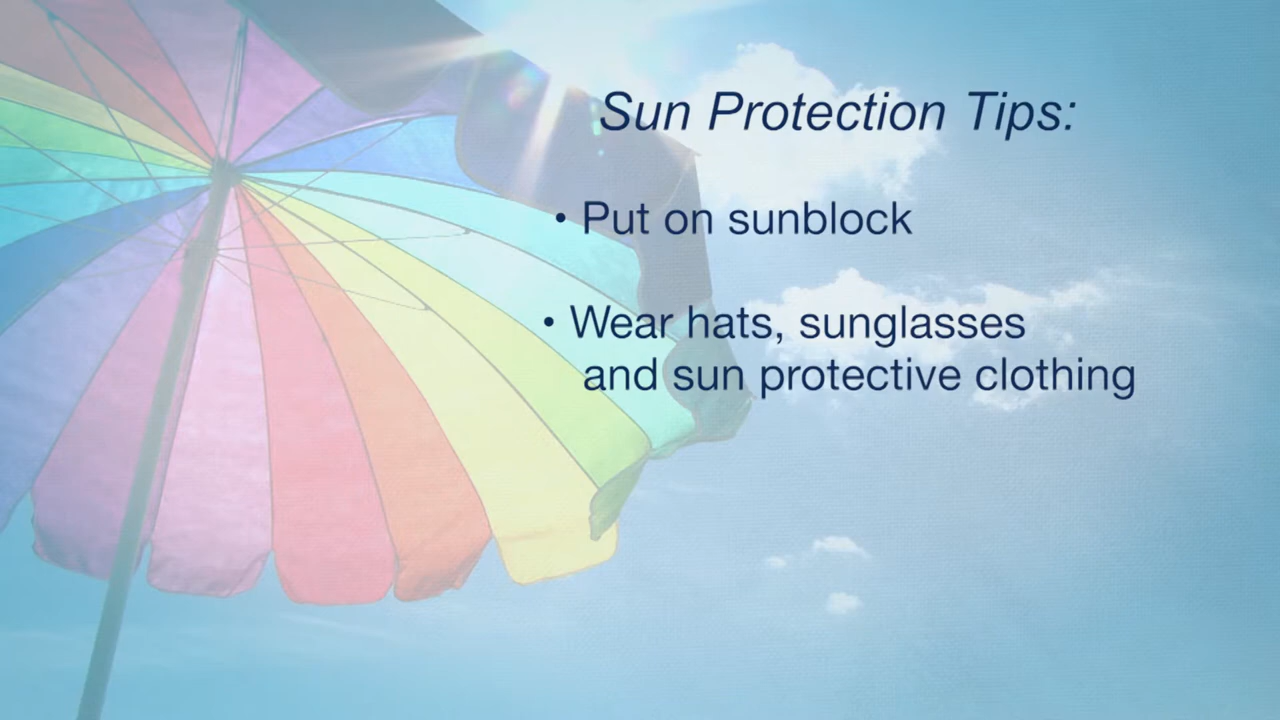 Sun Protection Tips:
• Put on sunblock
• Wear hats, sunglasses
and sun protective clothing